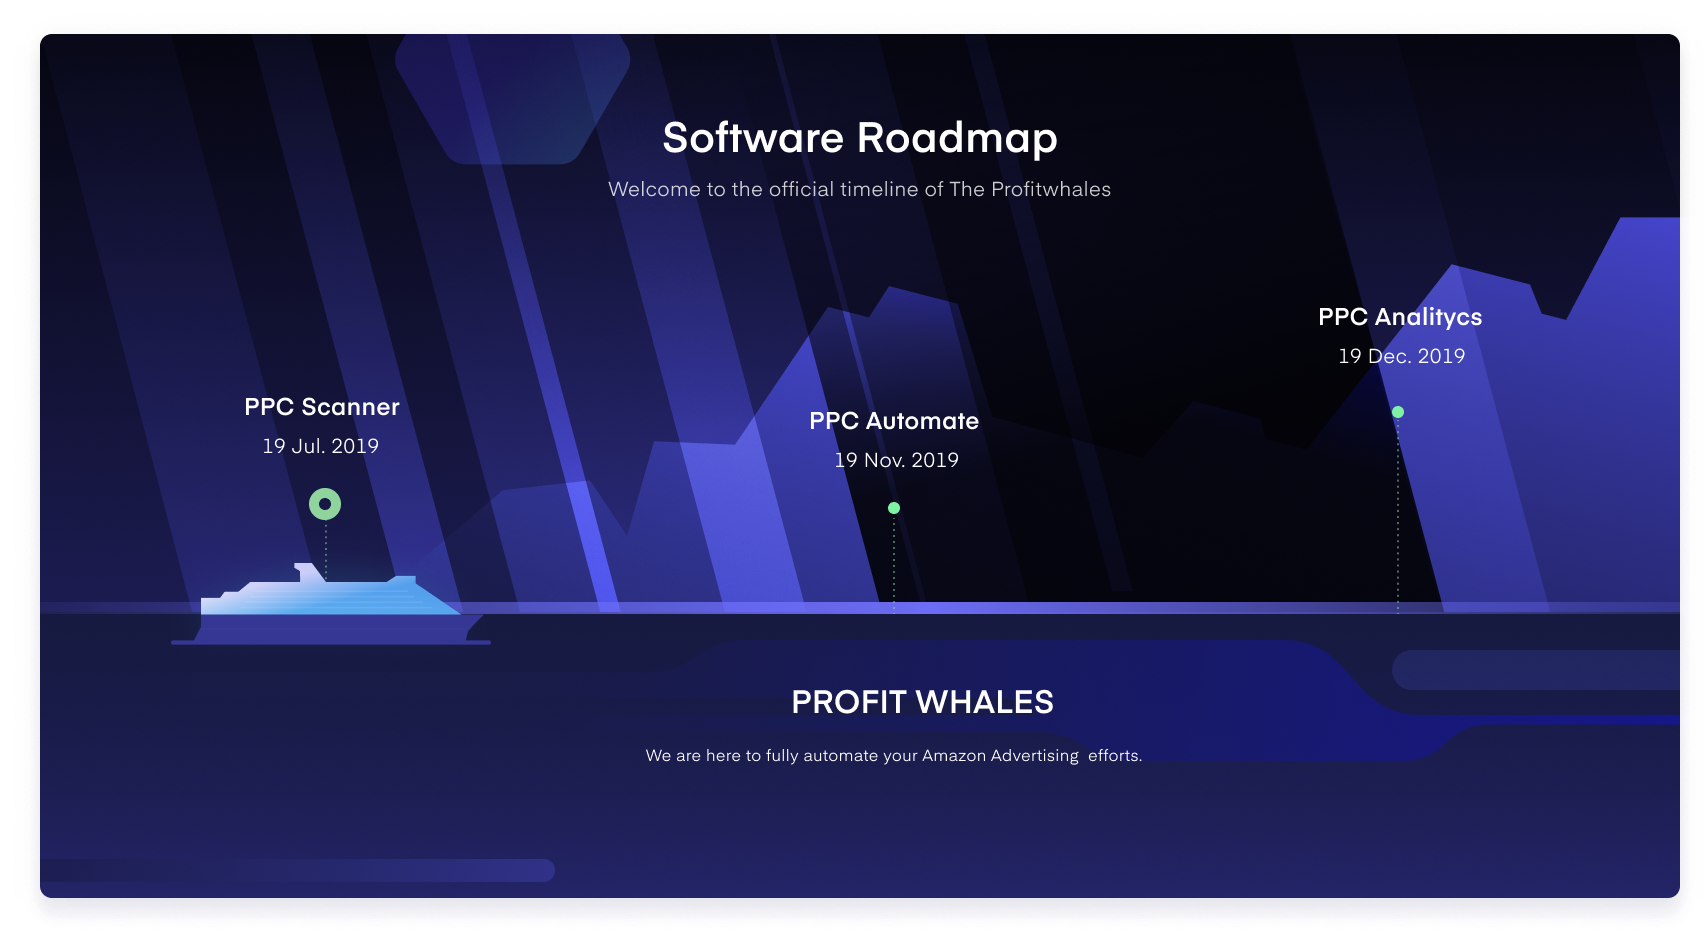 Software Roadmap
Welcome to the official timeline of The Profitwhales
PPC Analitycs
19 Dec. 2019
PPC Scanner
19 Jul. 2019
PPC Automate
19 Nov. 2019
PROFIT WHALES
We are here to fully automate your Amazon Advertising  efforts.